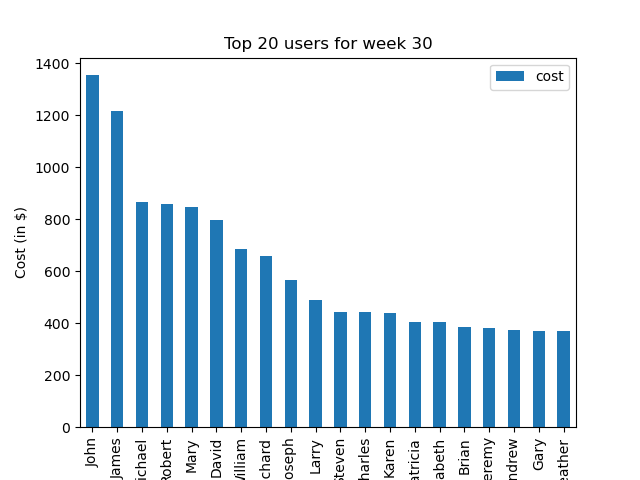 Top 20 users for week 30
cost
1400
1200
1000
800
600
400
200
0
Cost (in $)
John
James
ichael
Robert
Mary
David
illiam
chard
oseph
Larry
Steven
harles
Karen
atricia
abeth
Brian
eremy
ndrew
Gary
eather